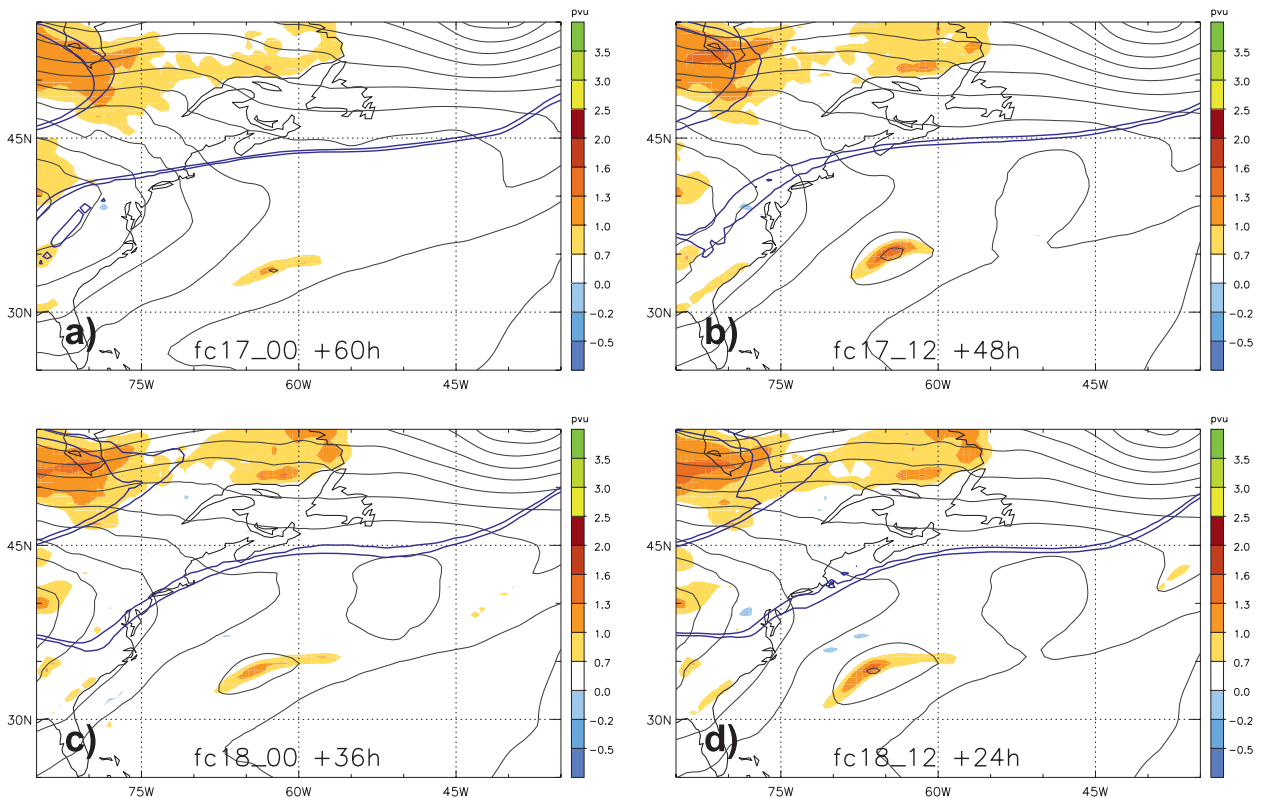 pvu
3.5
3.0
2.5
2.0
1.6
1.3
1.0
0.7
0.0
−0.2
−0.5
45N
30N
a)
fc17_00 +60h
75W 60W 45W
pvu
3.5
3.0
2.5
2.0
1.6
1.3
1.0
0.7
0.0
−0.2
−0.5
45N
30N
b)
fc17_12 +48h
75W 60W 45W
pvu
3.5
3.0
2.5
2.0
1.6
1.3
1.0
0.7
0.0
−0.2
−0.5
45N
30N
c)
fc18_00 +36h
75W 60W 45W
pvu
3.5
3.0
2.5
2.0
1.6
1.3
1.0
0.7
0.0
−0.2
−0.5
45N
30N
d)
fc18_12 +24h
75W 60W 45W